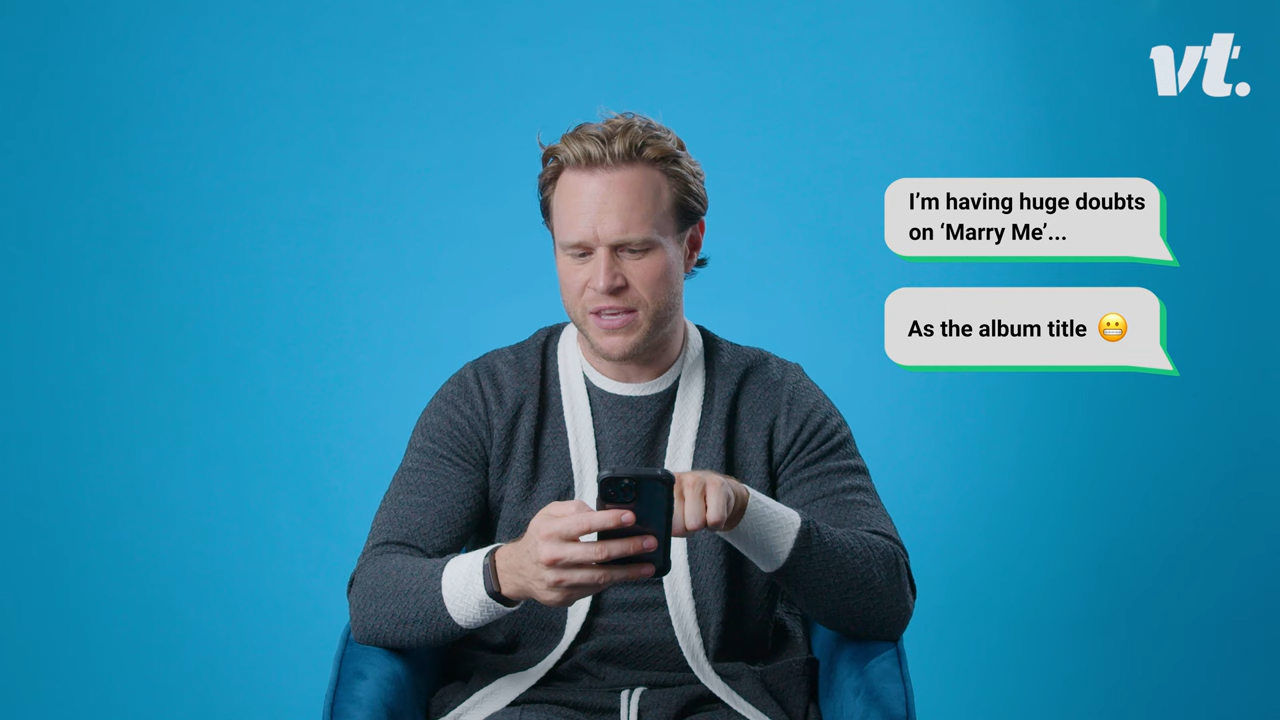 vt.
I'm having huge doubts
on ‘Marry Me’...
As the album title 😬